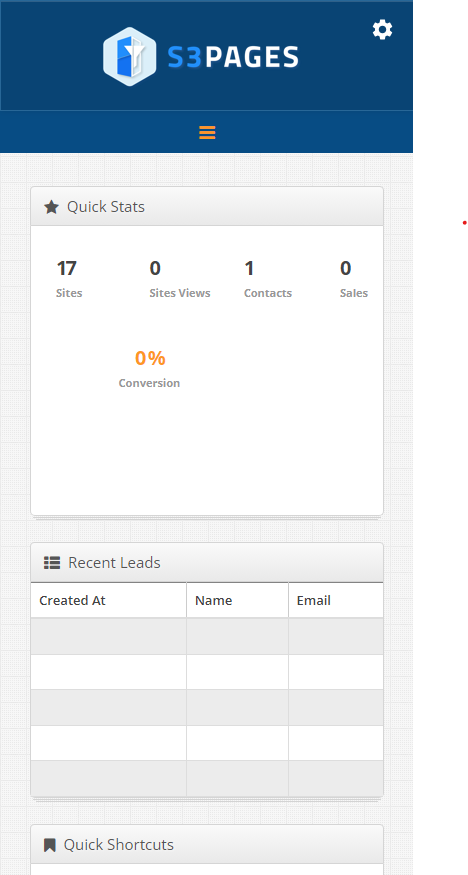 S3PAGES
Quick Stats
17 0 1 0
Sites Sites Views Contacts Sales
0%
Conversion
Recent Leads
Created At Name Email
Quick Shortcuts